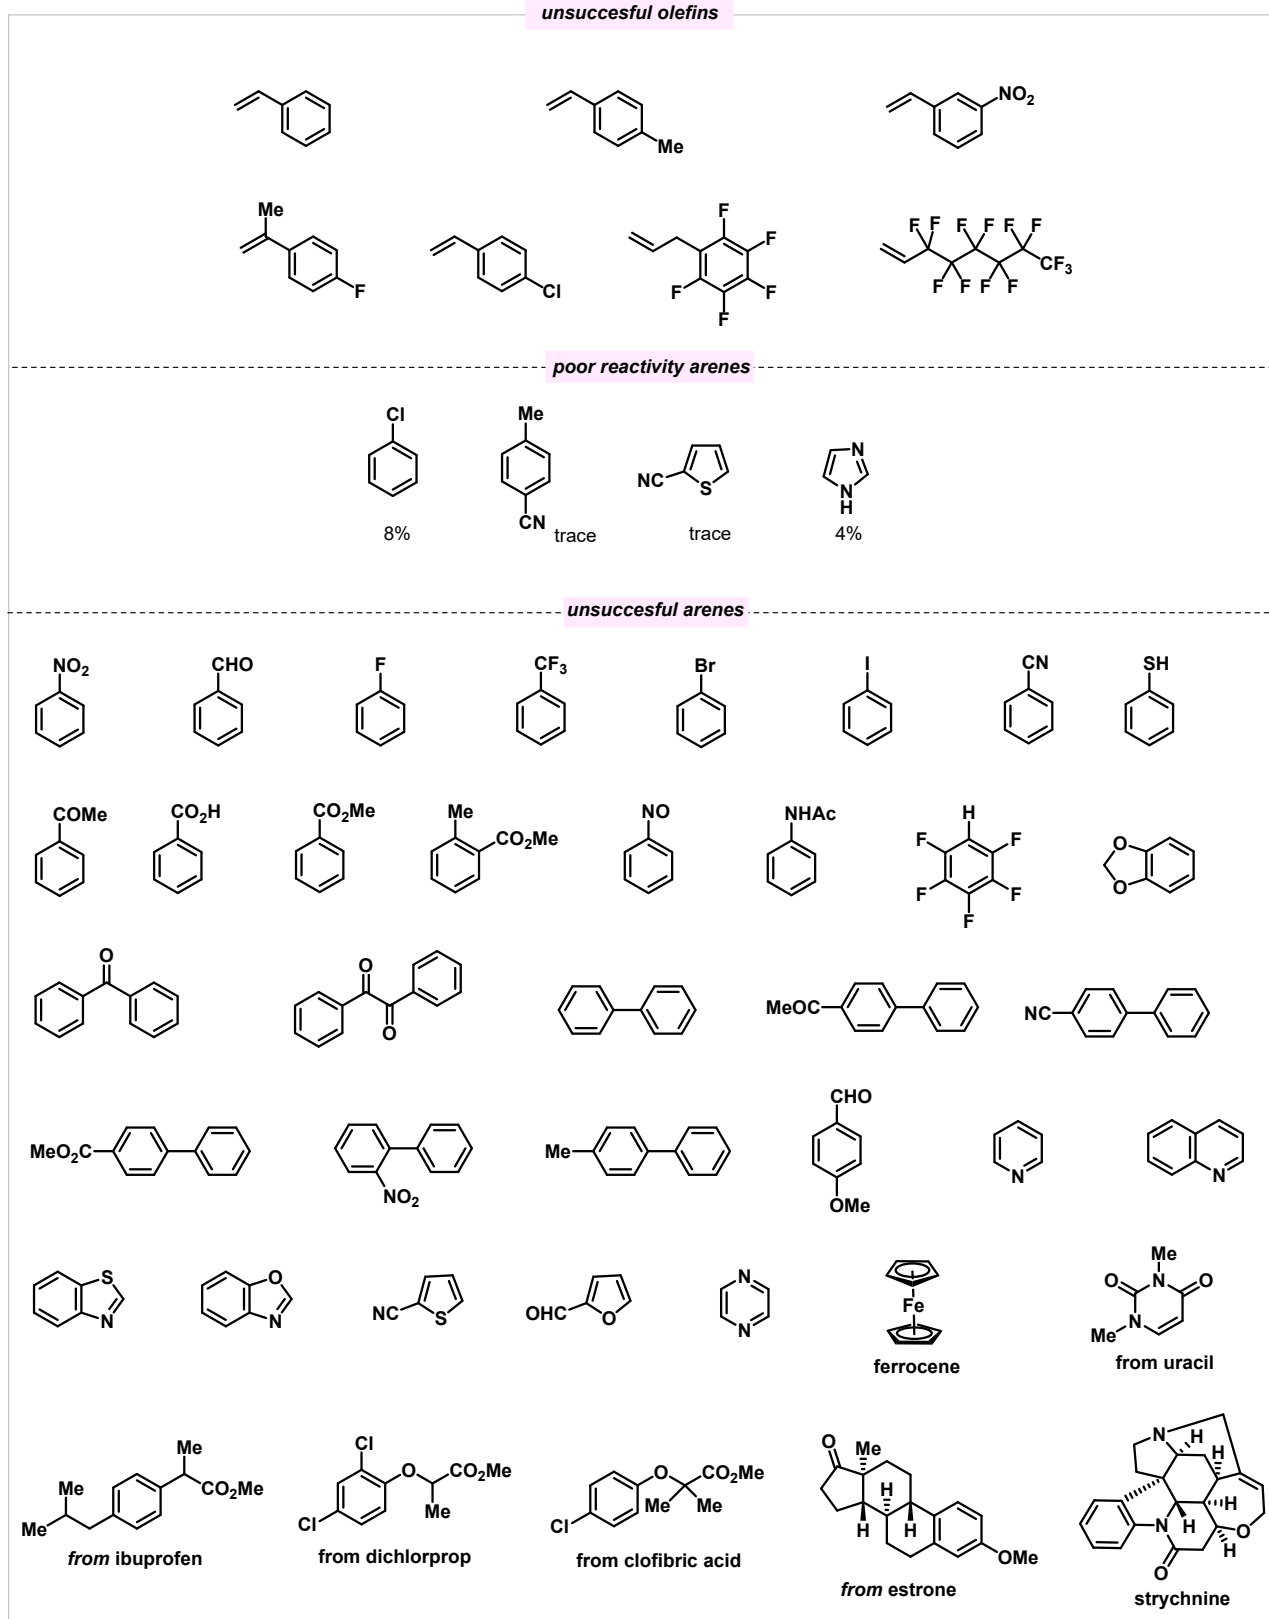 unsuccesful olefins
NO2
Me
Me
F
Cl
F
F
F
F
F
F F F F F F
F F F F
CF3
poor reactivity arenes
Cl
8%
Me
CN
trace
NC
S
trace
N
N
H
4%
unsuccesful arenes
NO2
CHO
F
CF3
Br
I
CN
SH
COMe
CO2H
CO2Me
Me
CO2Me
NO
NHAc
H
F
F
F
F
F
O
O
O
O
O
MeOC
NC
MeO2C
NO2
Me
CHO
OMe
N
N
S
N
O
N
NC
S
OHC
O
N
N
Fe
ferrocene
Me
O
N
O
N
Me
from uracil
Me
Me
Me
CO2Me
from ibuprofen
Cl
Cl
O
CO2Me
Me
from dichlorprop
Cl
O
CO2Me
Me
Me
from clofibric acid
O
Me
H
H
H
OMe
from estrone
N
H
H
H
H
N
O
H
O
strychnine